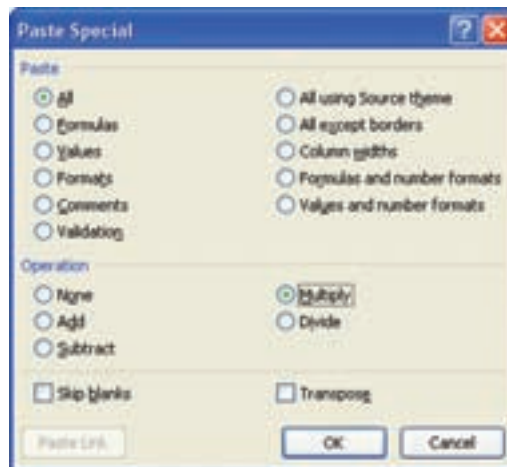 Paste Special
Paste
All
All using Source theme
Formulas
All except borders
Values
Column widths
Formats
Formulas and number formats
Comments
Values and number formats
Validation
Operation
None
Multiply
Add
Divide
Subtract
Skip blanks
Transpose
Paste Link
OK
Cancel